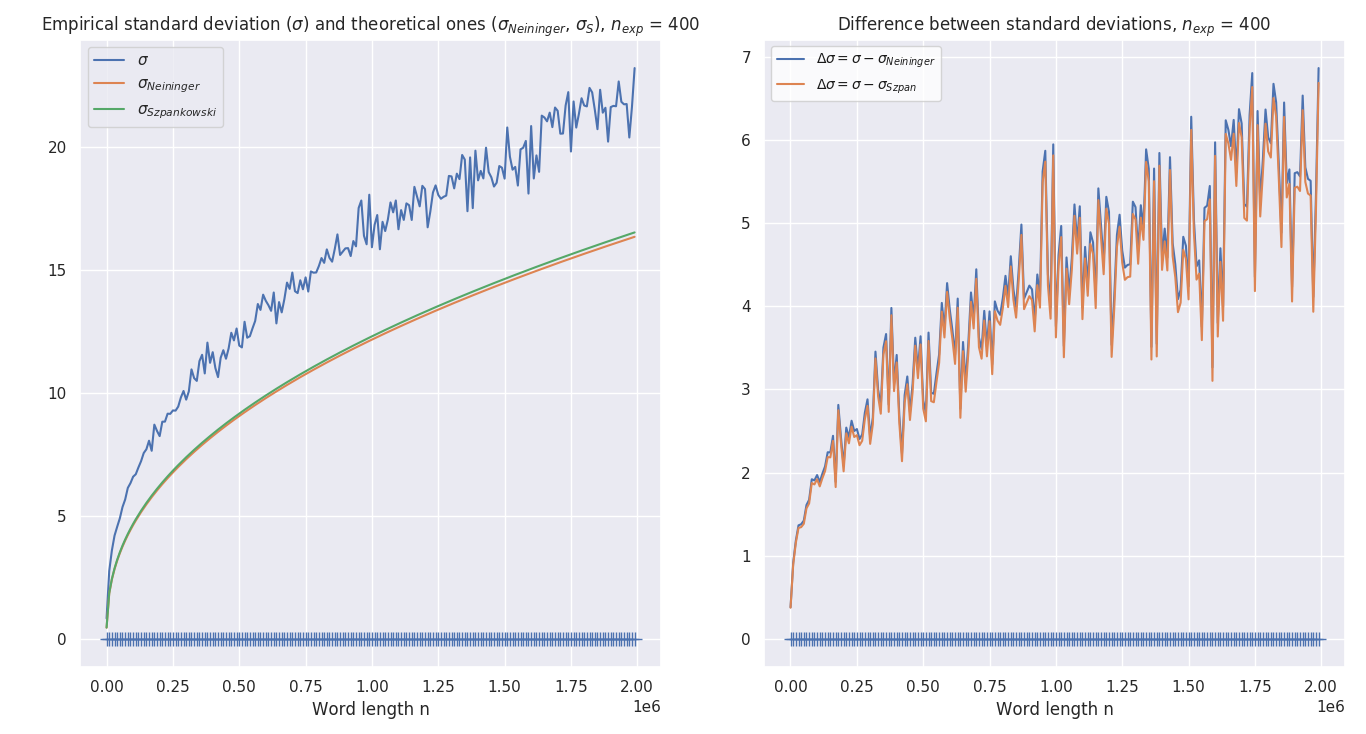 Empirical standard deviation (σ) and theoretical ones (σ_Neininger, σ_S), n_exp = 400
σ
σ_Neininger
σ_Szpankowski
20
15
10
5
0
0.00 0.25 0.50 0.75 1.00 1.25 1.50 1.75 2.00
1e6
Word length n
Difference between standard deviations, n_exp = 400
Δσ = σ − σ_Neininger
Δσ = σ − σ_Szpan
7
6
5
4
3
2
1
0
0.00 0.25 0.50 0.75 1.00 1.25 1.50 1.75 2.00
1e6
Word length n